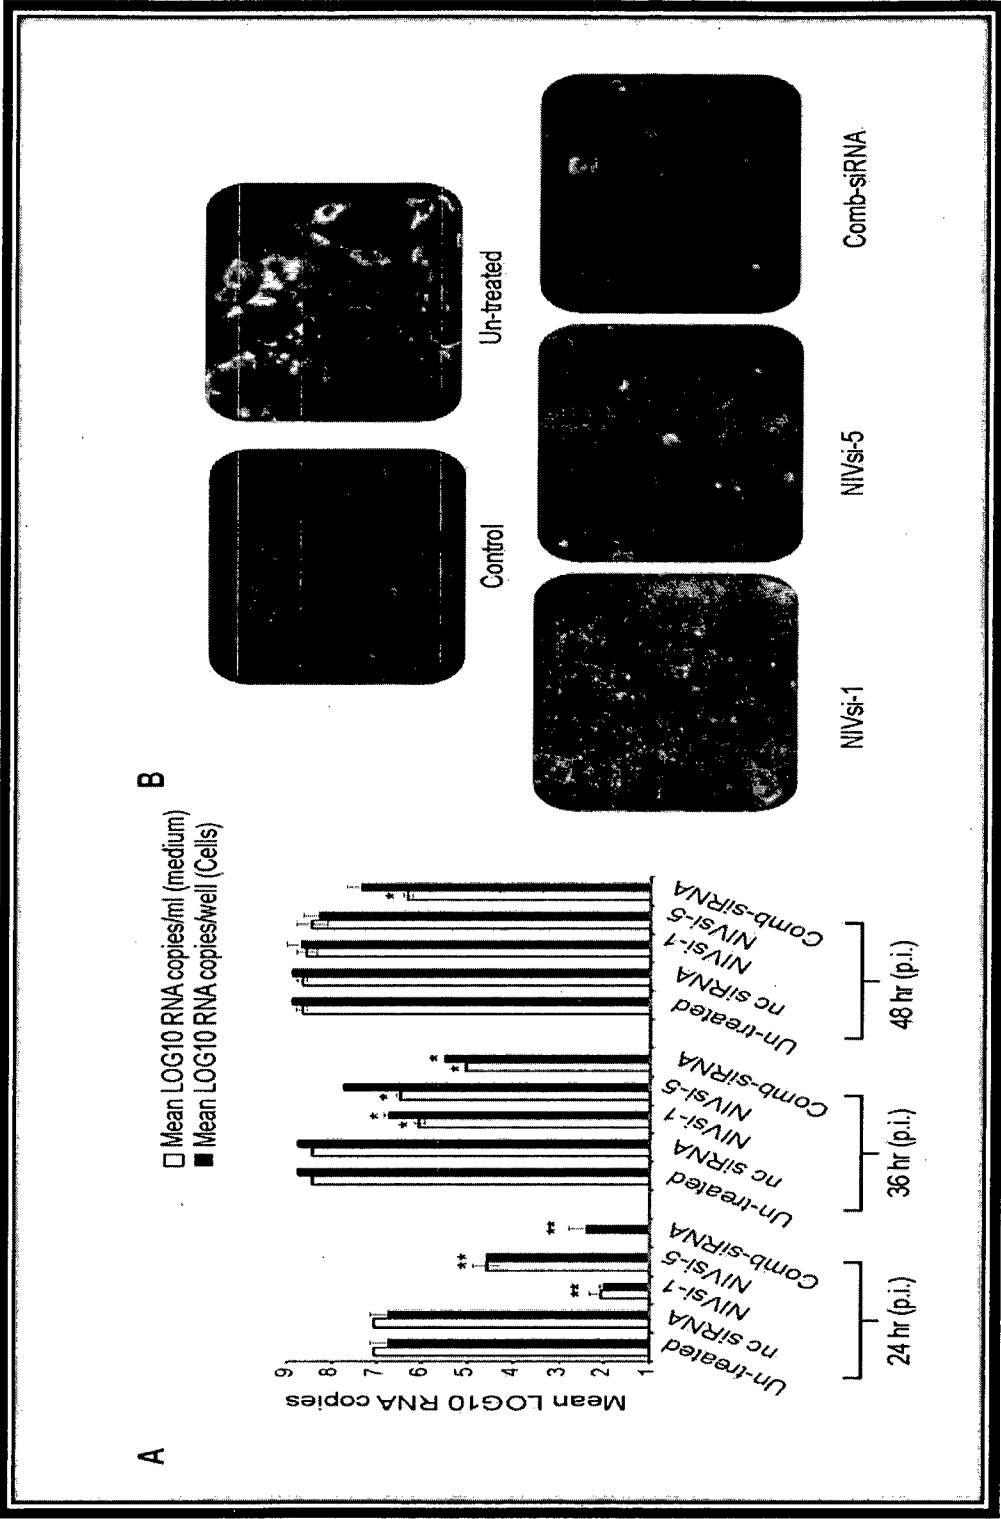 A
Mean LOG10 RNA copies/ml (medium)
Mean LOG10 RNA copies/well (Cells)
Mean LOG10 RNA copies
9
8
7
6
5
4
3
2
1
**
**
**
*
*
*
*
*
*
Un-treated
nc siRNA
NIVsi-1
NIVsi-5
Comb-siRNA
Un-treated
nc siRNA
NIVsi-1
NIVsi-5
Comb-siRNA
Un-treated
nc siRNA
NIVsi-1
NIVsi-5
Comb-siRNA
24 hr (p.i.)
36 hr (p.i.)
48 hr (p.i.)
B
Control
Un-treated
NIVsi-1
NIVsi-5
Comb-siRNA